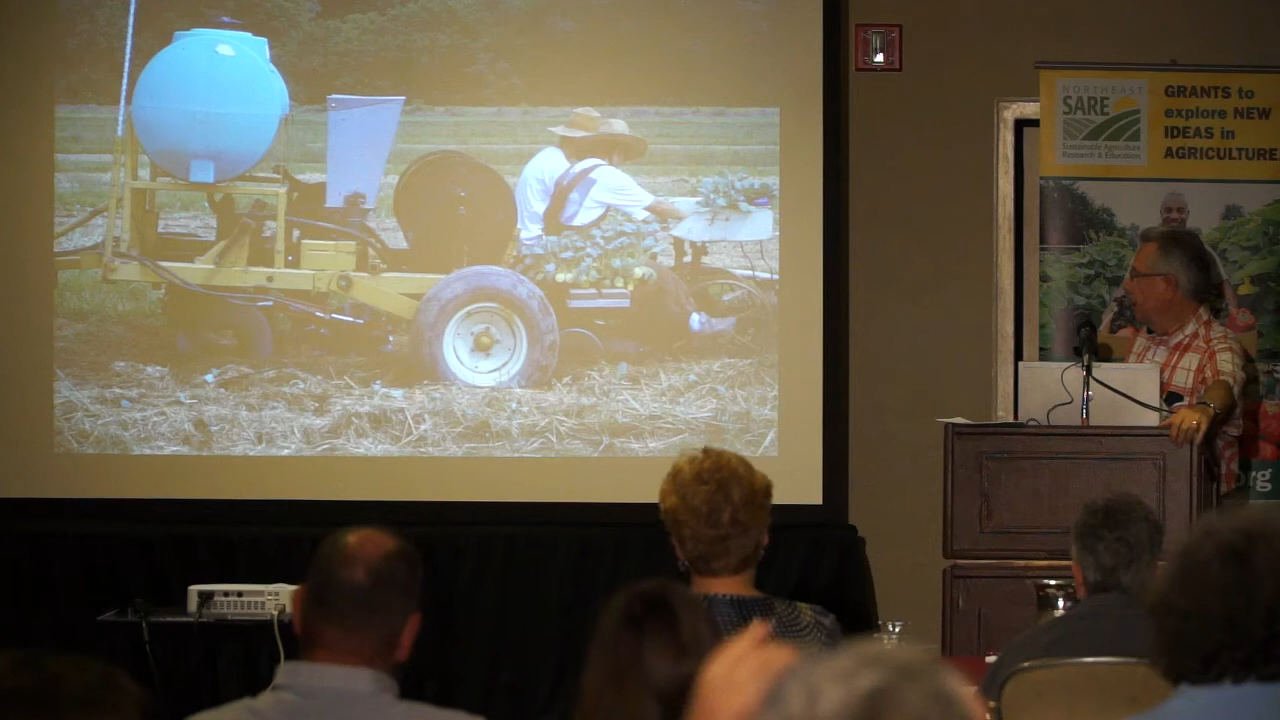 NORTHEAST
SARE
Sustainable Agriculture
Research & Education
GRANTS to
explore NEW
IDEAS in
AGRICULTURE
org